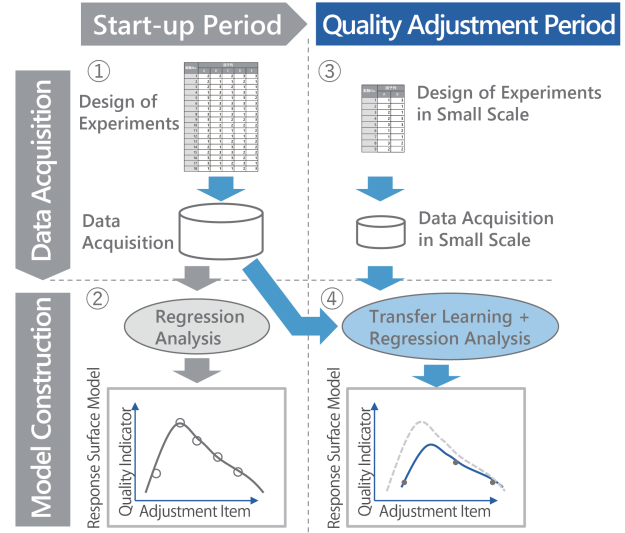 Start-up Period
Quality Adjustment Period
Data Acquisition
①
Design of
Experiments
Data
Acquisition
③
Design of Experiments
in Small Scale
Data Acquisition
in Small Scale
Model Construction
②
Regression
Analysis
Response Surface Model
Quality Indicator
Adjustment Item
④
Transfer Learning +
Regression Analysis
Response Surface Model
Quality Indicator
Adjustment Item